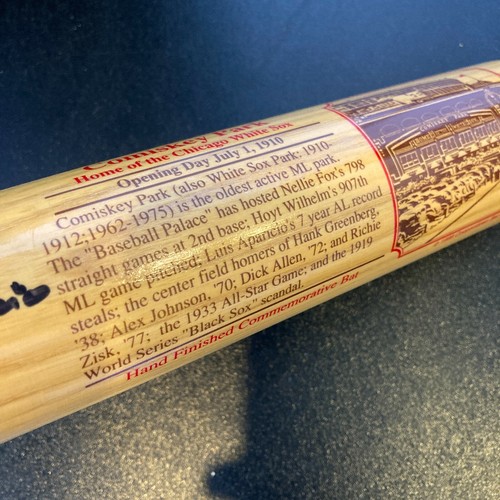 Comiskey Park
Home of the Chicago White Sox
Opening Day July 1, 1910
Comiskey Park (also White Sox Park: 1910-
1912;1962-1975) is the oldest active ML park.
The "Baseball Palace" has hosted Nellie Fox's 798
straight games at 2nd base; Hoyt Wilhelm's 907th
ML game pitched; Luis Aparicio's 7 year AL record
steals; the center field homers of Hank Greenberg,
'38; Alex Johnson, '70; Dick Allen, '72; and Richie
Zisk, '77; the 1933 All-Star Game; and the 1919
World Series "Black Sox" scandal.
Hand Finished Commemorative Bat
COMISKEY PARK